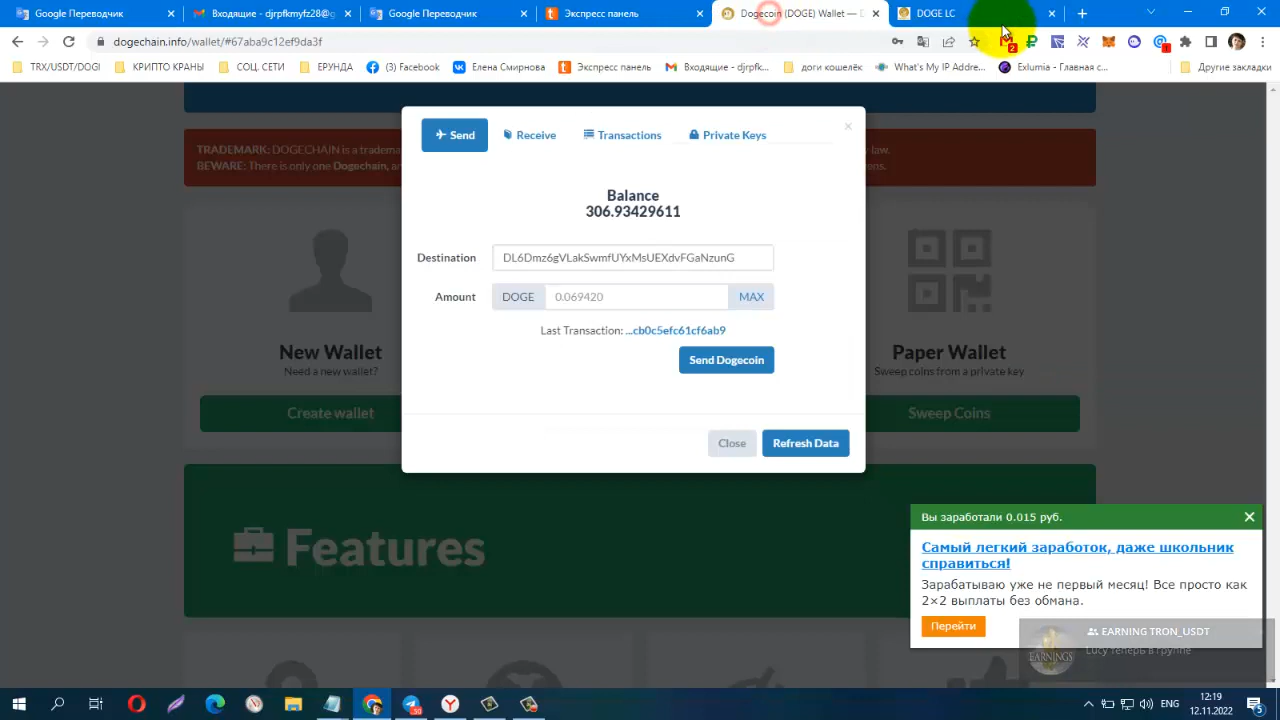 Google Переводчик
Входящие - djrpfkmyfz28@g
Google Переводчик
Экспресс панель
Dogecoin (DOGE) Wallet —
DOGE LC
dogechain.info/wallet/#67aba9c12ef9da3f
TRX/USDT/DOGI
КРИПТО КРАНЫ
СОЦ. СЕТИ
ЕРУНДА
(3) Facebook
Елена Смирнова
Экспресс панель
Входящие - djrpfk...
доги кошелёк
What's My IP Addre...
Exlumia - Главная с...
Другие закладки
TRADEMARK: DOGECHAIN is a tradema
BEWARE: There is only one Dogechain, an
law.
ens.
Send
Receive
Transactions
Private Keys
Balance
306.93429611
Destination
DL6Dmz6gVLakSwmfUYxMsUEXdvFGaNzunG
Amount
DOGE
0.069420
MAX
Last Transaction: ...cb0c5efc61cf6ab9
Send Dogecoin
Close
Refresh Data
New Wallet
Need a new wallet?
Create wallet
Paper Wallet
Sweep coins from a private key
Sweep Coins
Features
Вы заработали 0.015 руб.
Самый легкий заработок, даже школьник
справиться!
Зарабатываю уже не первый месяц! Все просто как
2×2 выплаты без обмана.
Перейти
EARNING TRON_USDT
Lucy теперь в группе
EARNINGS
ENG
12:19
12.11.2022